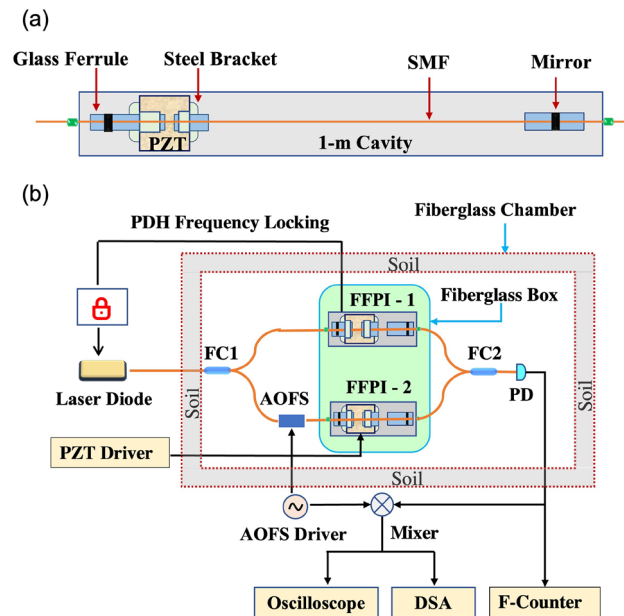 (a)
Glass Ferrule
Steel Bracket
SMF
Mirror
PZT
1-m Cavity
(b)
PDH Frequency Locking
Fiberglass Chamber
Soil
FFPI - 1
Fiberglass Box
FC1
FC2
Laser Diode
Soil
AOFS
FFPI - 2
PD
Soil
PZT Driver
Soil
AOFS Driver
Mixer
Oscilloscope
DSA
F-Counter